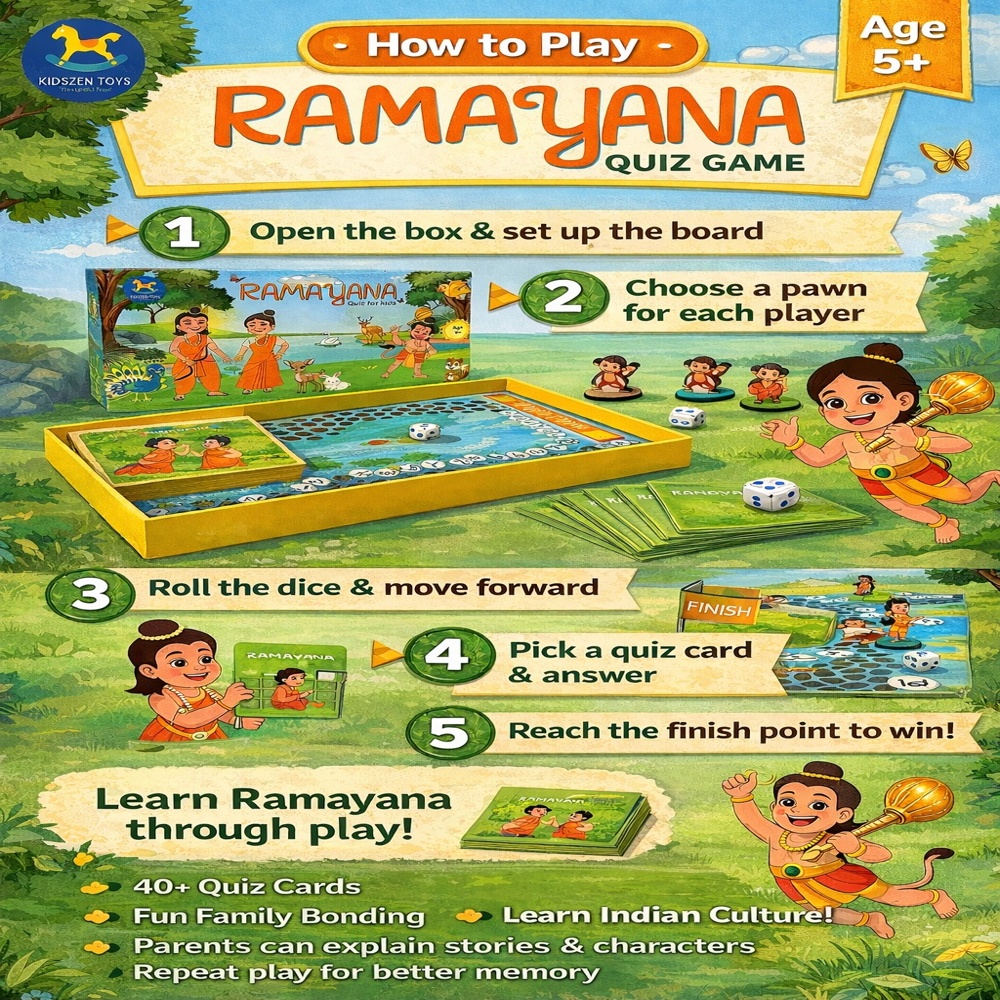 How to Play
Age
5+
KIDSZEN TOYS
RAMAYANA
QUIZ GAME
1
Open the box & set up the board
RAMAYANA
Quiz for kids
2
Choose a pawn
for each player
3
Roll the dice & move forward
FINISH
RAMAYANA
4
Pick a quiz card
& answer
5
Reach the finish point to win!
Learn Ramayana
through play!
40+ Quiz Cards
Fun Family Bonding
Learn Indian Culture!
Parents can explain stories & characters
Repeat play for better memory